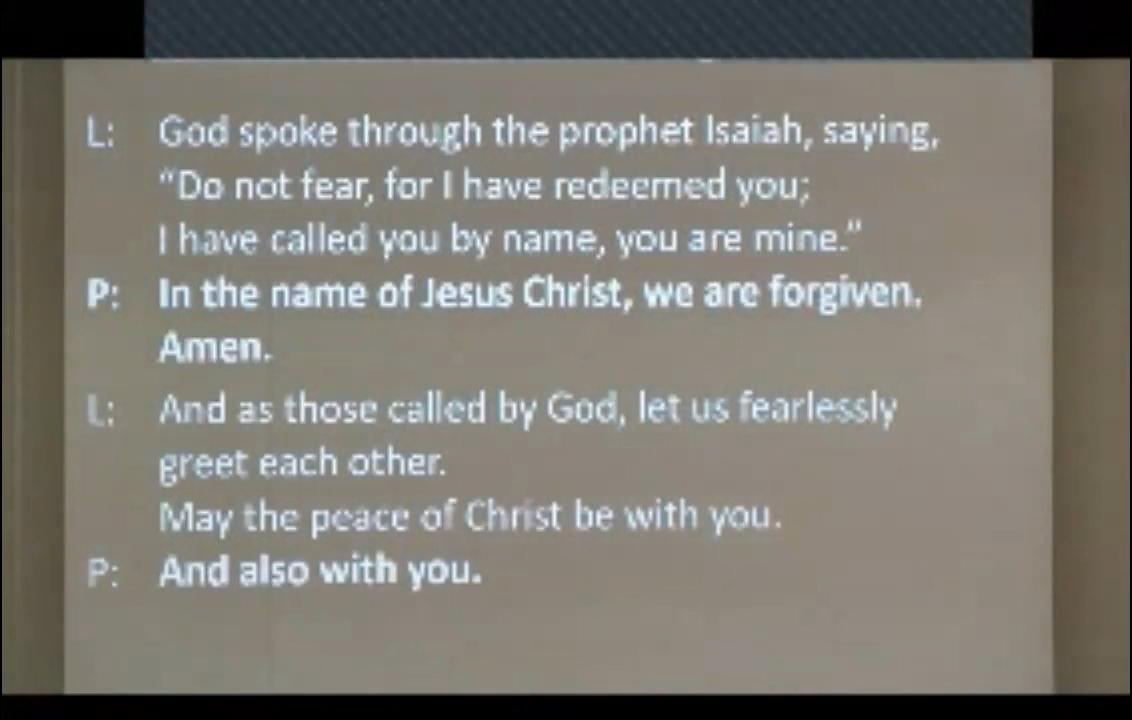 L: God spoke through the prophet Isaiah, saying,
"Do not fear, for I have redeemed you;
I have called you by name, you are mine."
P: In the name of Jesus Christ, we are forgiven.
Amen.
L: And as those called by God, let us fearlessly
greet each other.
May the peace of Christ be with you.
P: And also with you.